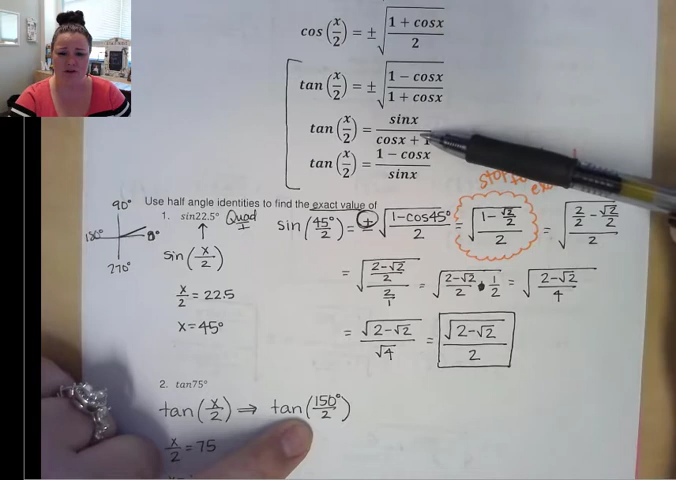 cos(x/2) = ± √((1 + cosx)/2)
tan(x/2) = ± √((1 − cosx)/(1 + cosx))
tan(x/2) = sinx/(cosx + 1)
tan(x/2) = (1 − cosx)/sinx
Use half angle identities to find the exact value of
1. sin22.5° Quad I
90°
180° 0°
270°
sin(x/2)
x/2 = 22.5
x = 45°
sin(45°/2) = ± √((1−cos45°)/2) = √((1−√2/2)/2) = √((2/2−√2/2)/2)
= √(((2−√2)/2)/(2/1)) = √((2−√2)/2 · 1/2) = √((2−√2)/4)
= √(2−√2)/√4 = √(2−√2)/2
2. tan75°
tan(x/2) ⇒ tan(150°/2)
x/2 = 75